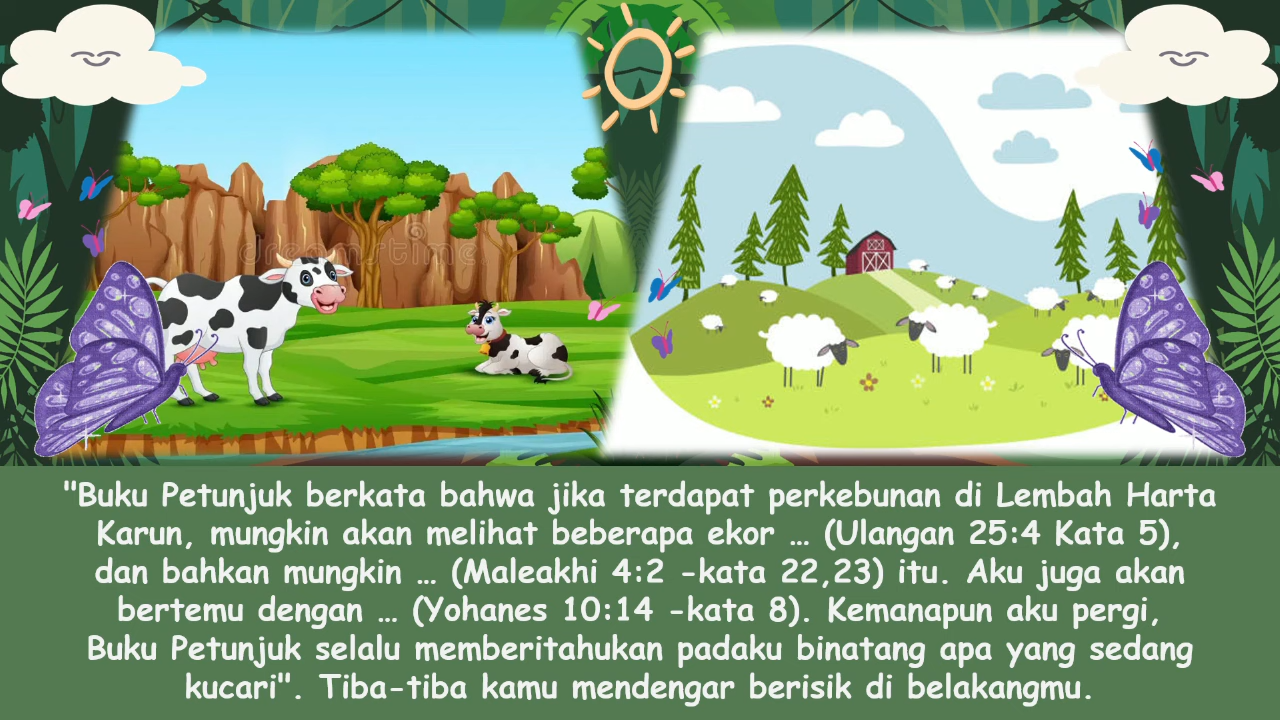 dreamstime
"Buku Petunjuk berkata bahwa jika terdapat perkebunan di Lembah Harta
Karun, mungkin akan melihat beberapa ekor ... (Ulangan 25:4 Kata 5),
dan bahkan mungkin ... (Maleakhi 4:2 -kata 22,23) itu. Aku juga akan
bertemu dengan ... (Yohanes 10:14 -kata 8). Kemanapun aku pergi,
Buku Petunjuk selalu memberitahukan padaku binatang apa yang sedang
kucari". Tiba-tiba kamu mendengar berisik di belakangmu.